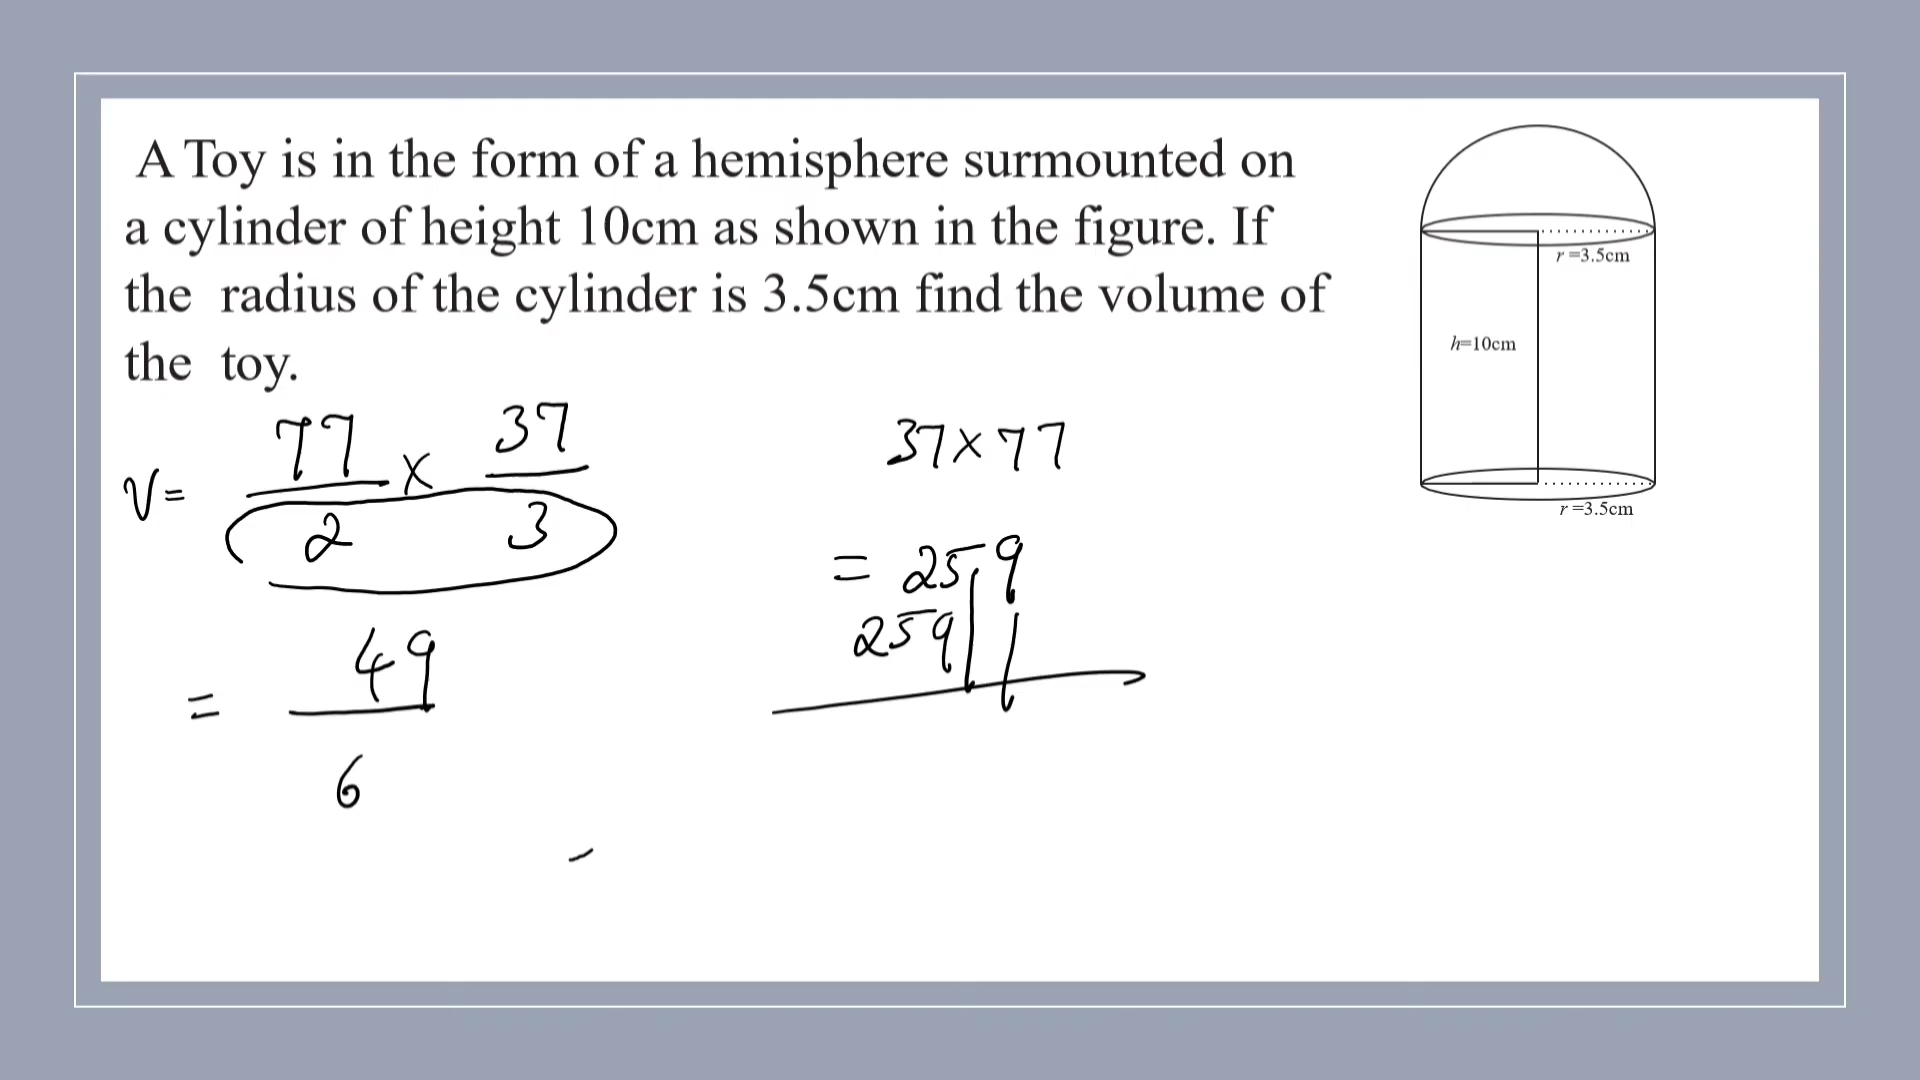 A Toy is in the form of a hemisphere surmounted on
a cylinder of height 10cm as shown in the figure. If
the radius of the cylinder is 3.5cm find the volume of
the toy.
r =3.5cm
h=10cm
r =3.5cm
V = 77/2 × 37/3
= 49/6
37 × 77
= 259
259